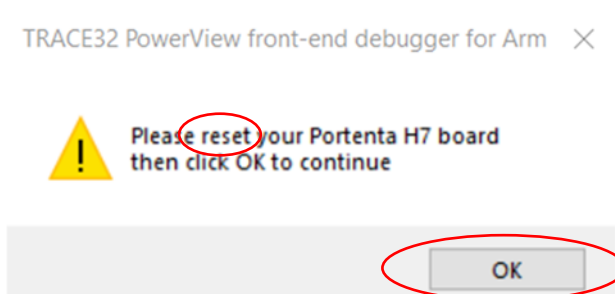 TRACE32 PowerView front-end debugger for Arm
Please reset your Portenta H7 board
then click OK to continue
OK